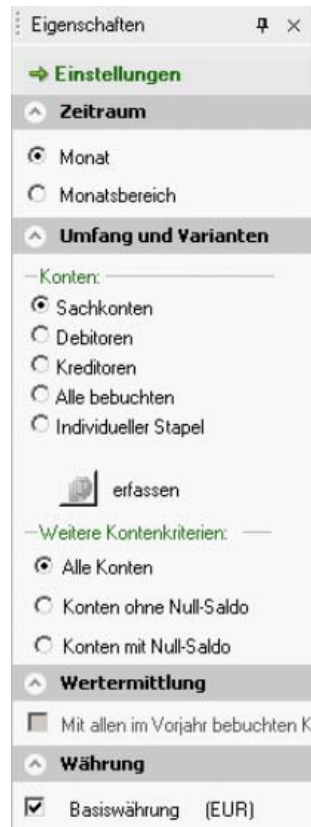 Eigenschaften
Einstellungen
Zeitraum
Monat
Monatsbereich
Umfang und Varianten
Konten:
Sachkonten
Debitoren
Kreditoren
Alle bebuchten
Individueller Stapel
erfassen
Weitere Kontenkriterien:
Alle Konten
Konten ohne Null-Saldo
Konten mit Null-Saldo
Wertermittlung
Mit allen im Vorjahr bebuchten K
Währung
Basiswährung (EUR)